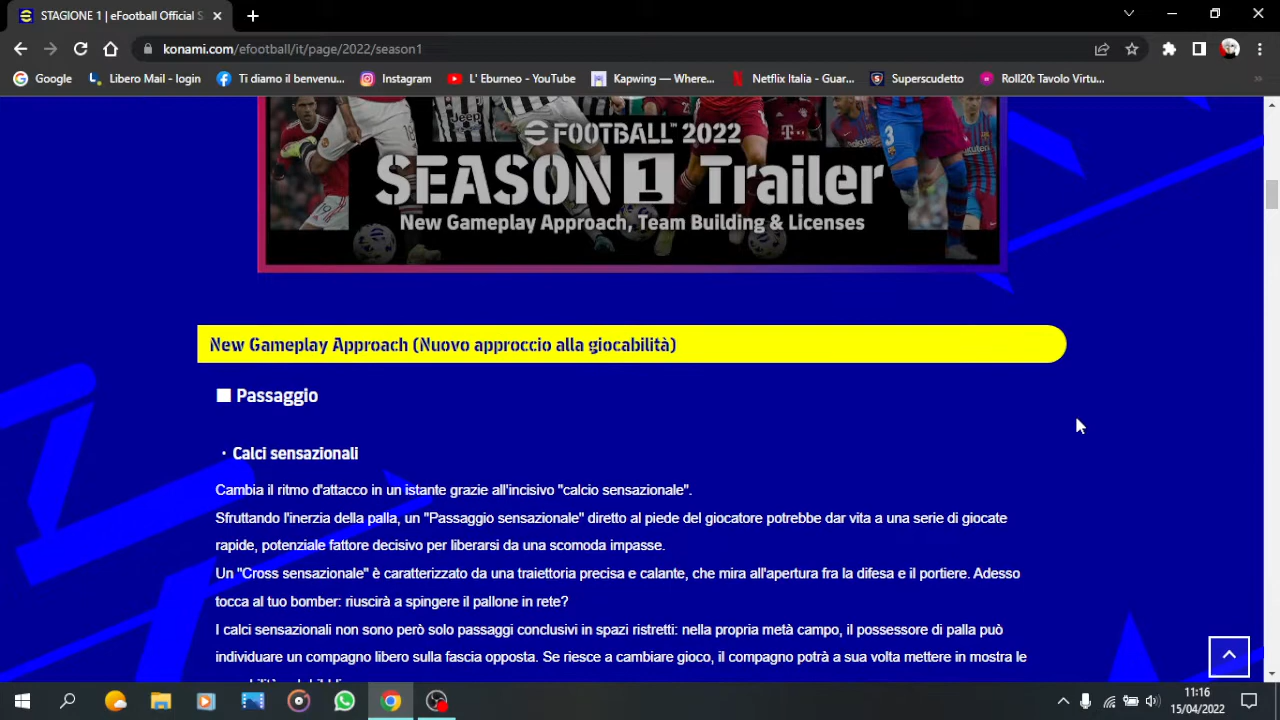 STAGIONE 1 | eFootball Official S
konami.com/efootball/it/page/2022/season1
Google
Libero Mail - login
Ti diamo il benvenu...
Instagram
L' Eburneo - YouTube
Kapwing — Where...
Netflix Italia - Guar...
Superscudetto
Roll20: Tavolo Virtu...
Jeep
T
18
3
FOOTBALL™ 2022
SEASON 1 Trailer
New Gameplay Approach, Team Building & Licenses
New Gameplay Approach (Nuovo approccio alla giocabilità)
■ Passaggio
・Calci sensazionali
Cambia il ritmo d'attacco in un istante grazie all'incisivo "calcio sensazionale".
Sfruttando l'inerzia della palla, un "Passaggio sensazionale" diretto al piede del giocatore potrebbe dar vita a una serie di giocate
rapide, potenziale fattore decisivo per liberarsi da una scomoda impasse.
Un "Cross sensazionale" è caratterizzato da una traiettoria precisa e calante, che mira all'apertura fra la difesa e il portiere. Adesso
tocca al tuo bomber: riuscirà a spingere il pallone in rete?
I calci sensazionali non sono però solo passaggi conclusivi in spazi ristretti: nella propria metà campo, il possessore di palla può
individuare un compagno libero sulla fascia opposta. Se riesce a cambiare gioco, il compagno potrà a sua volta mettere in mostra le
11:16
15/04/2022